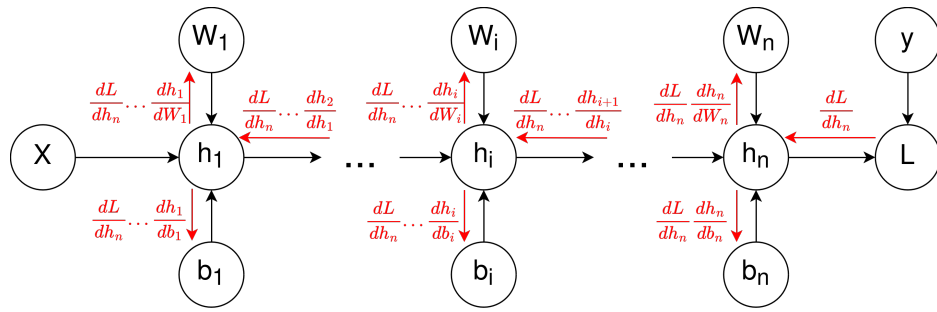 W₁ Wᵢ Wₙ y
dL/dhₙ ... dh₁/dW₁ dL/dhₙ ... dh₂/dh₁ dL/dhₙ ... dhᵢ/dWᵢ dL/dhₙ ... dhᵢ₊₁/dhᵢ dL/dhₙ dhₙ/dWₙ dL/dhₙ
X h₁ ... hᵢ ... hₙ L
dL/dhₙ ... dh₁/db₁ dL/dhₙ ... dhᵢ/dbᵢ dL/dhₙ dhₙ/dbₙ
b₁ bᵢ bₙ